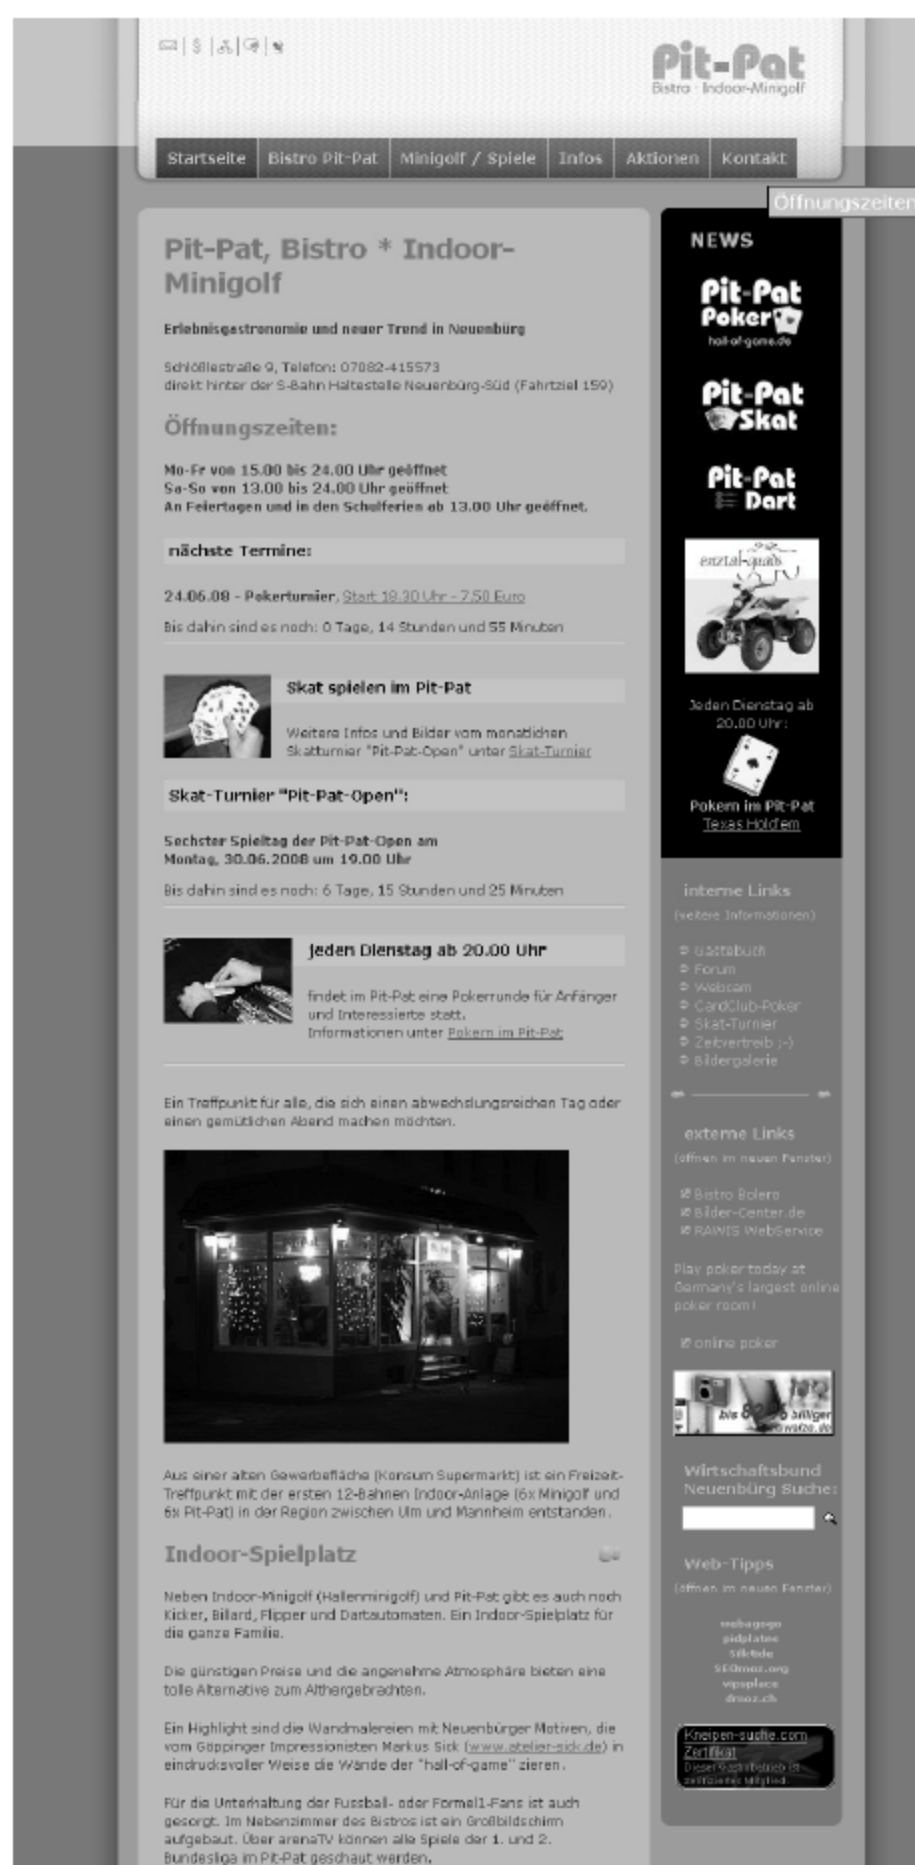 Pit-Pat
Bistro · Indoor-Minigolf
Startseite
Bistro Pit-Pat
Minigolf / Spiele
Infos
Aktionen
Kontakt
Öffnungszeiten
Pit-Pat, Bistro * Indoor-
Minigolf
Erlebnisgastronomie und neuer Trend in Neuenbürg
Schlößlestraße 9, Telefon: 07082-415573
direkt hinter der S-Bahn Haltestelle Neuenbürg-Süd (Fahrtziel 159)
Öffnungszeiten:
Mo-Fr von 15.00 bis 24.00 Uhr geöffnet
Sa-So von 13.00 bis 24.00 Uhr geöffnet
An Feiertagen und in den Schulferien ab 13.00 Uhr geöffnet.
nächste Termine:
24.06.08 - Pokerturnier, Start 18.30 Uhr - 7,50 Euro
Bis dahin sind es noch: 0 Tage, 14 Stunden und 55 Minuten
Skat spielen im Pit-Pat
Weitere Infos und Bilder vom monatlichen
Skatturnier "Pit-Pat-Open" unter Skat-Turnier
Skat-Turnier "Pit-Pat-Open":
Sechster Spieltag der Pit-Pat-Open am
Montag, 30.06.2008 um 19.00 Uhr
Bis dahin sind es noch: 6 Tage, 15 Stunden und 25 Minuten
jeden Dienstag ab 20.00 Uhr
findet im Pit-Pat eine Pokerrunde für Anfänger
und Interessierte statt.
Informationen unter Pokern im Pit-Pat
Ein Treffpunkt für alle, die sich einen abwechslungsreichen Tag oder
einen gemütlichen Abend machen möchten.
Aus einer alten Gewerbefläche (Konsum Supermarkt) ist ein Freizeit-
Treffpunkt mit der ersten 12-Bahnen Indoor-Anlage (6x Minigolf und
6x Pit-Pat) in der Region zwischen Ulm und Mannheim entstanden.
Indoor-Spielplatz
Neben Indoor-Minigolf (Hallenminigolf) und Pit-Pat gibt es auch noch
Kicker, Billard, Flipper und Dartautomaten. Ein Indoor-Spielplatz für
die ganze Familie.
Die günstigen Preise und die angenehme Atmosphäre bieten eine
tolle Alternative zum Althergebrachten.
Ein Highlight sind die Wandmalereien mit Neuenbürger Motiven, die
vom Göppinger Impressionisten Markus Sick (www.atelier-sick.de) in
eindrucksvoller Weise die Wände der "hall-of-game" zieren.
Für die Unterhaltung der Fussball- oder Formel1-Fans ist auch
gesorgt. Im Nebenzimmer des Bistros ist ein Großbildschirm
aufgebaut. Über arenaTV können alle Spiele der 1. und 2.
Bundesliga im Pit-Pat geschaut werden.
NEWS
Pit-Pat
Poker
hall-of-game.de
Pit-Pat
Skat
Pit-Pat
Dart
enztal-quads
Jeden Dienstag ab
20.00 Uhr:
Pokern im Pit-Pat
Texas Hold'em
interne Links
(weitere Informationen)
Gästebuch
Forum
Webcam
CardClub-Poker
Skat-Turnier
Zeitvertreib ;-)
Bildergalerie
externe Links
(öffnen im neuen Fenster)
Bistro Bolero
Bilder-Center.de
RAWIS WebService
Play poker today at
Germany's largest online
poker room!
online poker
bis 82% billiger
Wirtschaftsbund
Neuenbürg Suche:
Web-Tipps
(öffnen im neuen Fenster)
webagogo
pidplates
SEOmoz.org
vipsplace
dmoz.ch
Kneipen-suche.com
Zertifikat
Dieser Gastrobetrieb ist
zertifiziertes Mitglied.